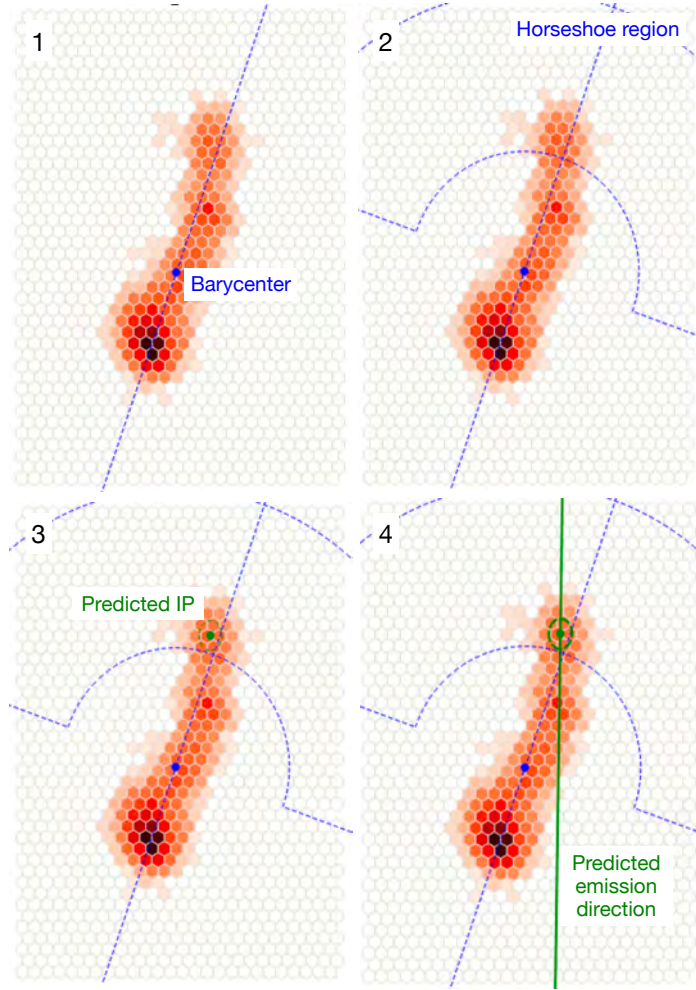 1
Barycenter
2
Horseshoe region
3
Predicted IP
4
Predicted
emission
direction